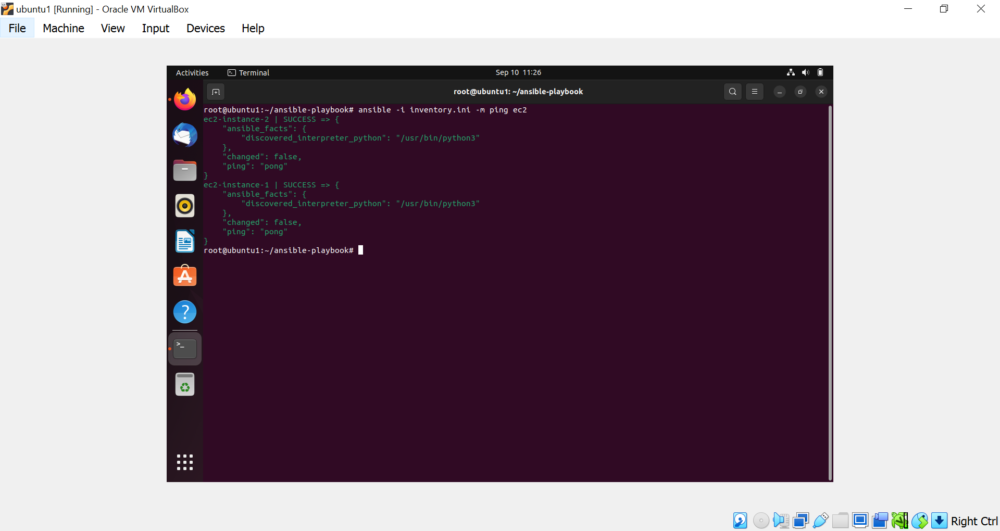 ubuntu1 [Running] - Oracle VM VirtualBox
File Machine View Input Devices Help
Activities Terminal Sep 10 11:26
root@ubuntu1: ~/ansible-playbook
root@ubuntu1:~/ansible-playbook# ansible -i inventory.ini -m ping ec2
ec2-instance-2 | SUCCESS => {
    "ansible_facts": {
        "discovered_interpreter_python": "/usr/bin/python3"
    },
    "changed": false,
    "ping": "pong"
}
ec2-instance-1 | SUCCESS => {
    "ansible_facts": {
        "discovered_interpreter_python": "/usr/bin/python3"
    },
    "changed": false,
    "ping": "pong"
}
root@ubuntu1:~/ansible-playbook#
Right Ctrl